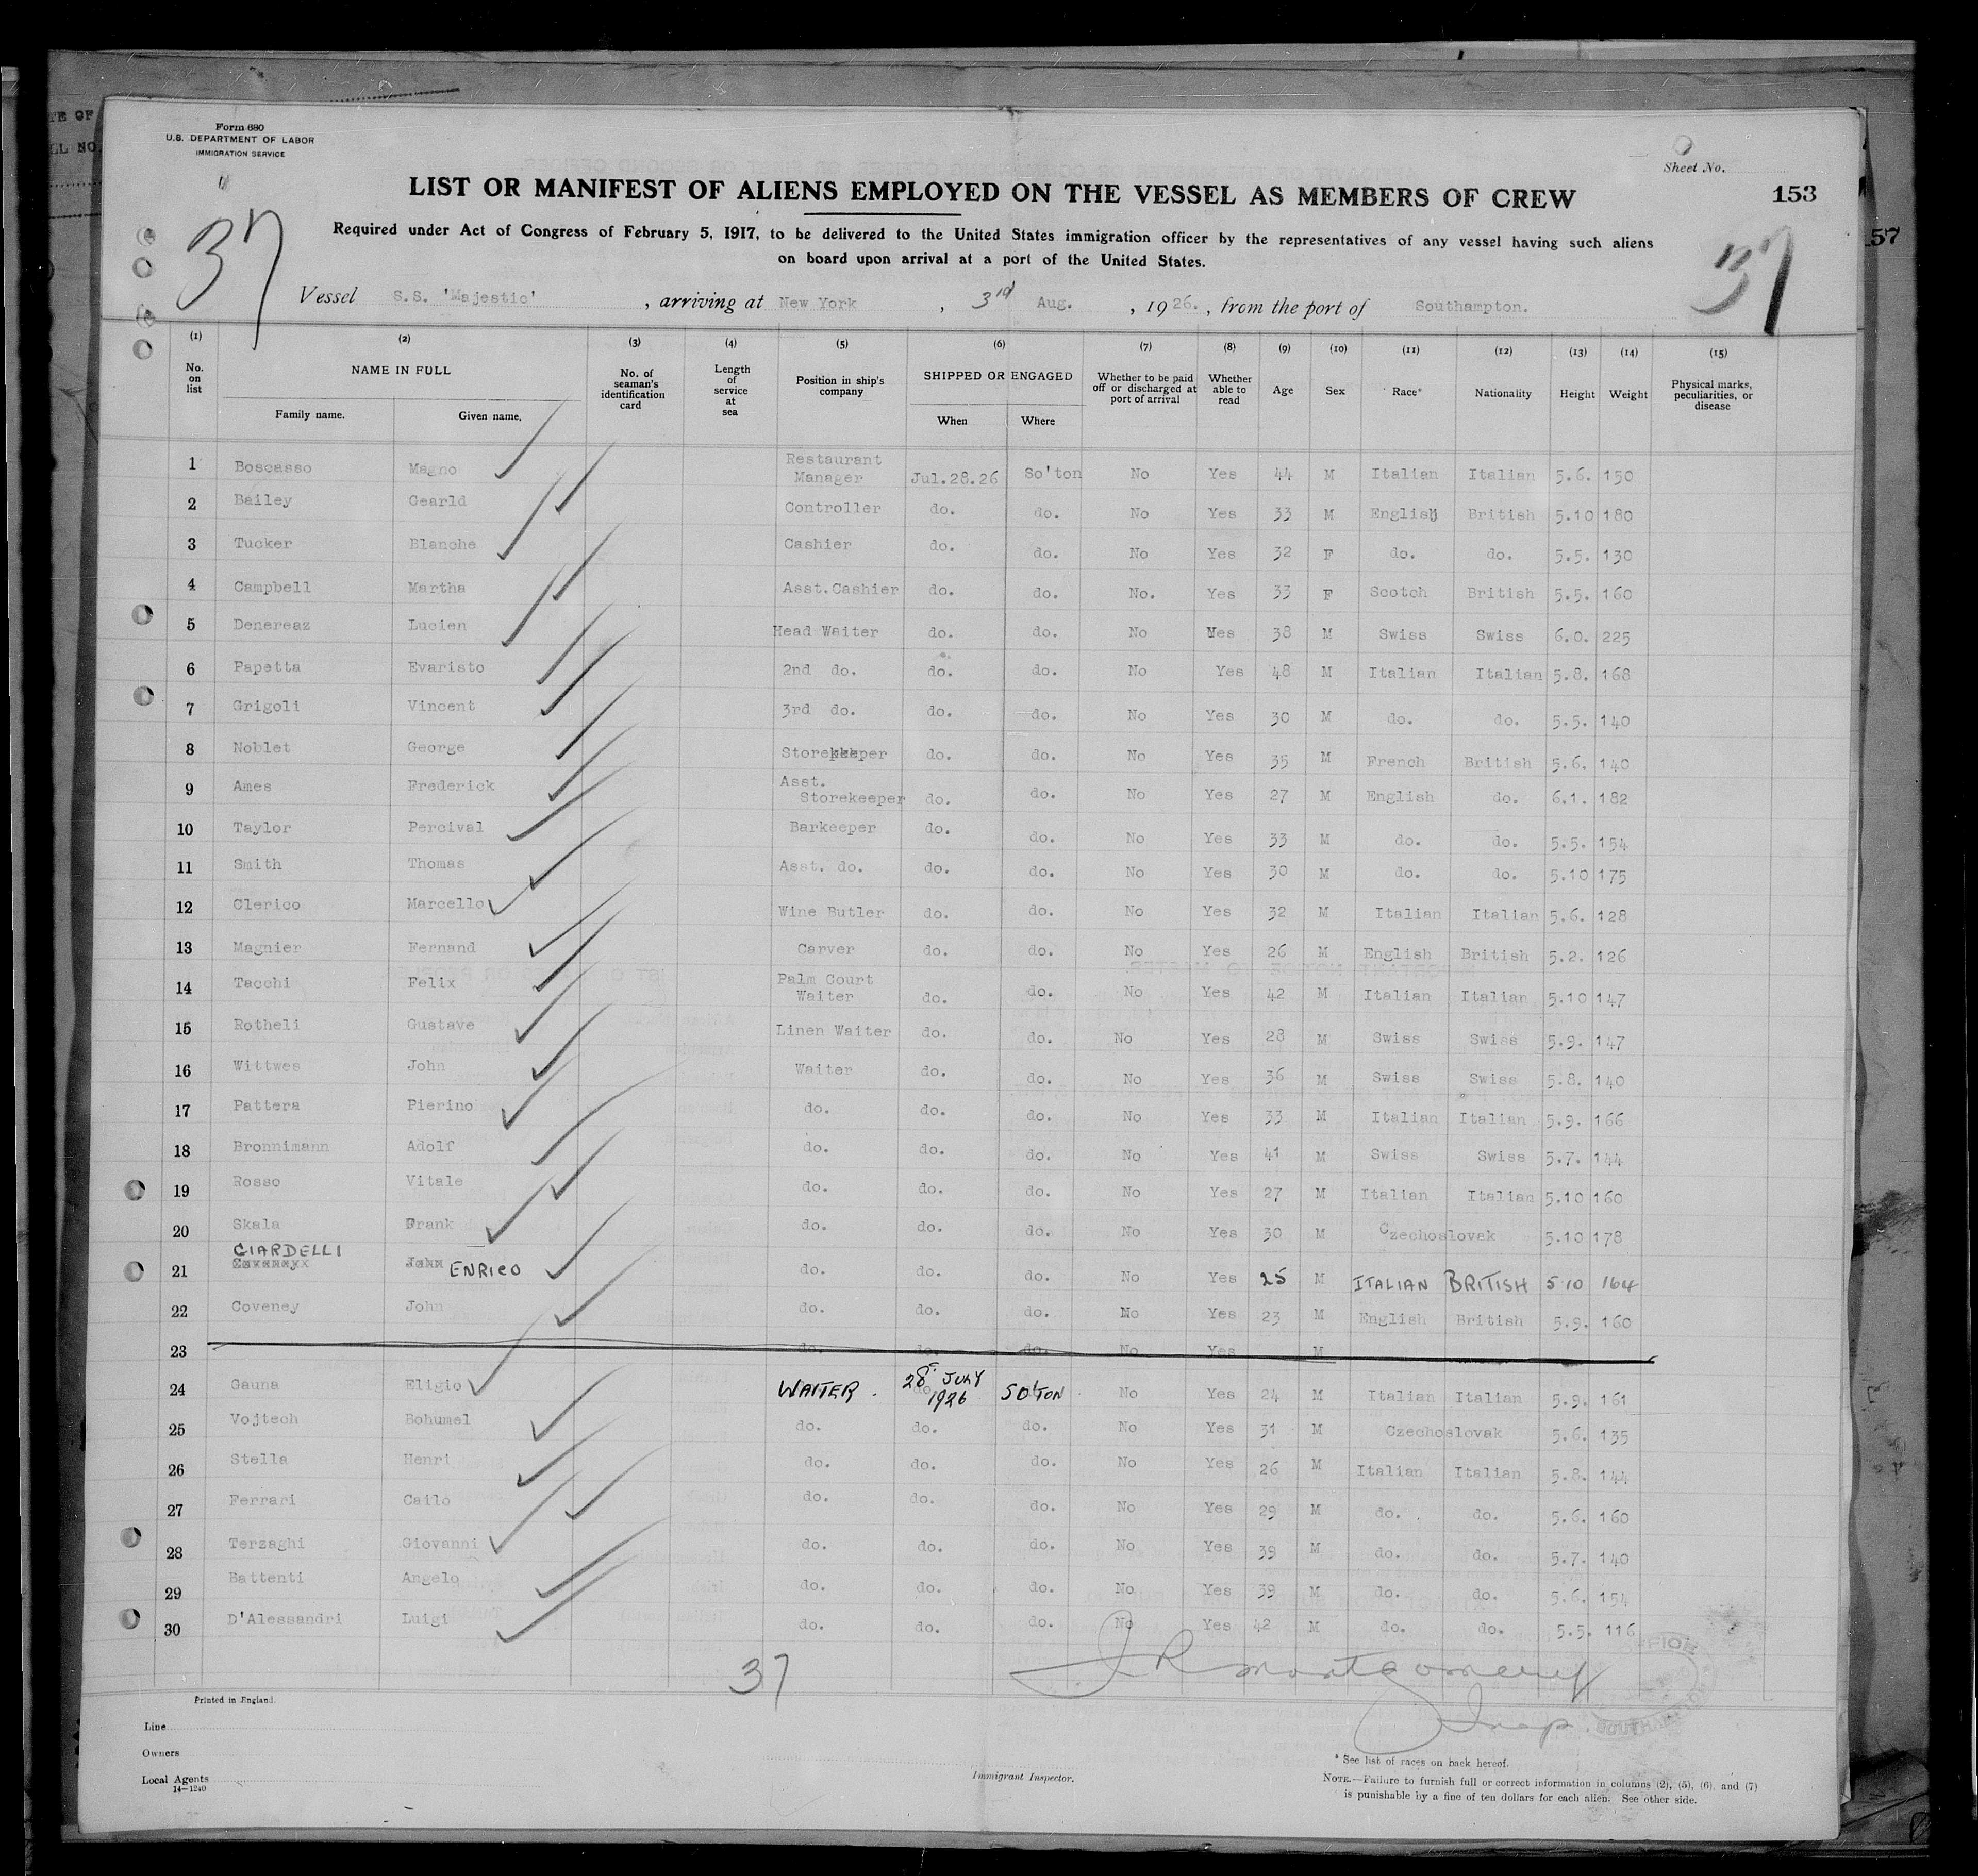 TE OF
LL NO.
Form 680
U.S. DEPARTMENT OF LABOR
IMMIGRATION SERVICE
Sheet No.
LIST OR MANIFEST OF ALIENS EMPLOYED ON THE VESSEL AS MEMBERS OF CREW
153
57
37
37
Required under Act of Congress of February 5, 1917, to be delivered to the United States immigration officer by the representatives of any vessel having such aliens
on board upon arrival at a port of the United States.
Vessel S.S. 'Majestic' , arriving at New York , 3rd Aug. , 1926. , from the port of Southampton.
(1) (2) (3) (4) (5) (6) (7) (8) (9) (10) (11) (12) (13) (14) (15)
No. on list NAME IN FULL Family name. Given name. No. of seaman's identification card Length of service at sea Position in ship's company SHIPPED OR ENGAGED When Where Whether to be paid off or discharged at port of arrival Whether able to read Age Sex Race* Nationality Height Weight Physical marks, peculiarities, or disease
1 Boscasso Magno Restaurant Manager Jul.28.26 So'ton No Yes 44 M Italian Italian 5.6. 150
2 Bailey Gearld Controller do. do. No Yes 33 M English British 5.10 180
3 Tucker Blanche Cashier do. do. No Yes 32 F do. do. 5.5. 130
4 Campbell Martha Asst.Cashier do. do. No. Yes 33 F Scotch British 5.5. 160
5 Denereaz Lucien Head Waiter do. do. No Yes 38 M Swiss Swiss 6.0. 225
6 Papetta Evaristo 2nd do. do. do. No Yes 48 M Italian Italian 5.8. 168
7 Grigoli Vincent 3rd do. do. do. No Yes 30 M do. do. 5.5. 140
8 Noblet George Storekeeper do. do. No Yes 35 M French British 5.6. 140
9 Ames Frederick Asst. Storekeeper do. do. No Yes 27 M English do. 6.1. 182
10 Taylor Percival Barkeeper do. do. No Yes 33 M do. do. 5.5. 154
11 Smith Thomas Asst. do. do. do. No Yes 30 M do. do. 5.10 175
12 Clerico Marcello Wine Butler do. do. No Yes 32 M Italian Italian 5.6. 128
13 Magnier Fernand Carver do. do. No Yes 26 M English British 5.2. 126
14 Tacchi Felix Palm Court Waiter do. do. No Yes 42 M Italian Italian 5.10 147
15 Rotheli Gustave Linen Waiter do. do. No Yes 28 M Swiss Swiss 5.9. 147
16 Wittwes John Waiter do. do. No Yes 36 M Swiss Swiss 5.8. 140
17 Pattera Pierino do. do. do. No Yes 33 M Italian Italian 5.9. 166
18 Bronnimann Adolf do. do. do. No Yes 41 M Swiss Swiss 5.7. 144
19 Rosso Vitale do. do. do. No Yes 27 M Italian Italian 5.10 160
20 Skala Frank do. do. do. No Yes 30 M Czechoslovak 5.10 178
21 CIARDELLI John ENRICO do. do. do. No Yes 25 M ITALIAN BRITISH 5.10 164
22 Coveney John do. do. do. No Yes 23 M English British 5.9. 160
23 do. do. do. No Yes M
24 Gauna Eligio WAITER. 28th JULY 1926 SO'TON No Yes 24 M Italian Italian 5.9. 161
25 Vojtech Bohumel do. do. do. No Yes 31 M Czechoslovak 5.6. 135
26 Stella Henri do. do. do. No Yes 26 M Italian Italian 5.8. 144
27 Ferrari Cailo do. do. do. No Yes 29 M do. do. 5.6. 160
28 Terzaghi Giovanni do. do. do. No Yes 39 M do. do. 5.7. 140
29 Battenti Angelo do. do. do. No Yes 39 M do. do. 5.6. 154
30 D'Alessandri Luigi do. do. do. No Yes 42 M do. do. 5.5. 116
37
J R Montgomery
Insp.
Printed in England.
Line
Owners
Local Agents
14—1240
Immigrant Inspector.
* See list of races on back hereof.
NOTE.—Failure to furnish full or correct information in columns (2), (5), (6), and (7)
is punishable by a fine of ten dollars for each alien. See other side.